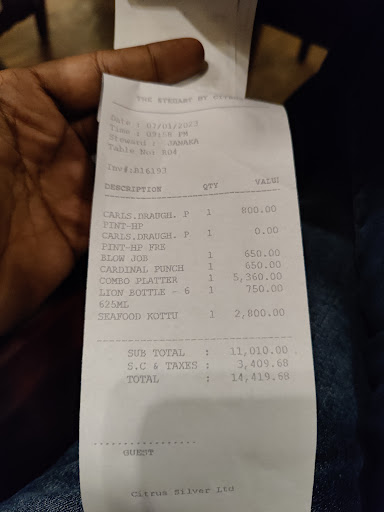 THE STEUART BY CITRUS
Date : 07/01/2023
Time : 09:58 PM
Steward : JANAKA
Table No: 804
Inv#:B16193
DESCRIPTION QTY VALUE
CARLS.DRAUGH. P 1 800.00
PINT-HP
CARLS.DRAUGH. P 1 0.00
PINT-HP FRE
BLOW JOB 1 650.00
CARDINAL PUNCH 1 650.00
COMBO PLATTER 1 5,360.00
LION BOTTLE - 6 1 750.00
625ML
SEAFOOD KOTTU 1 2,800.00
SUB TOTAL : 11,010.00
S.C & TAXES : 3,409.68
TOTAL : 14,419.68
GUEST
Citrus Silver Ltd